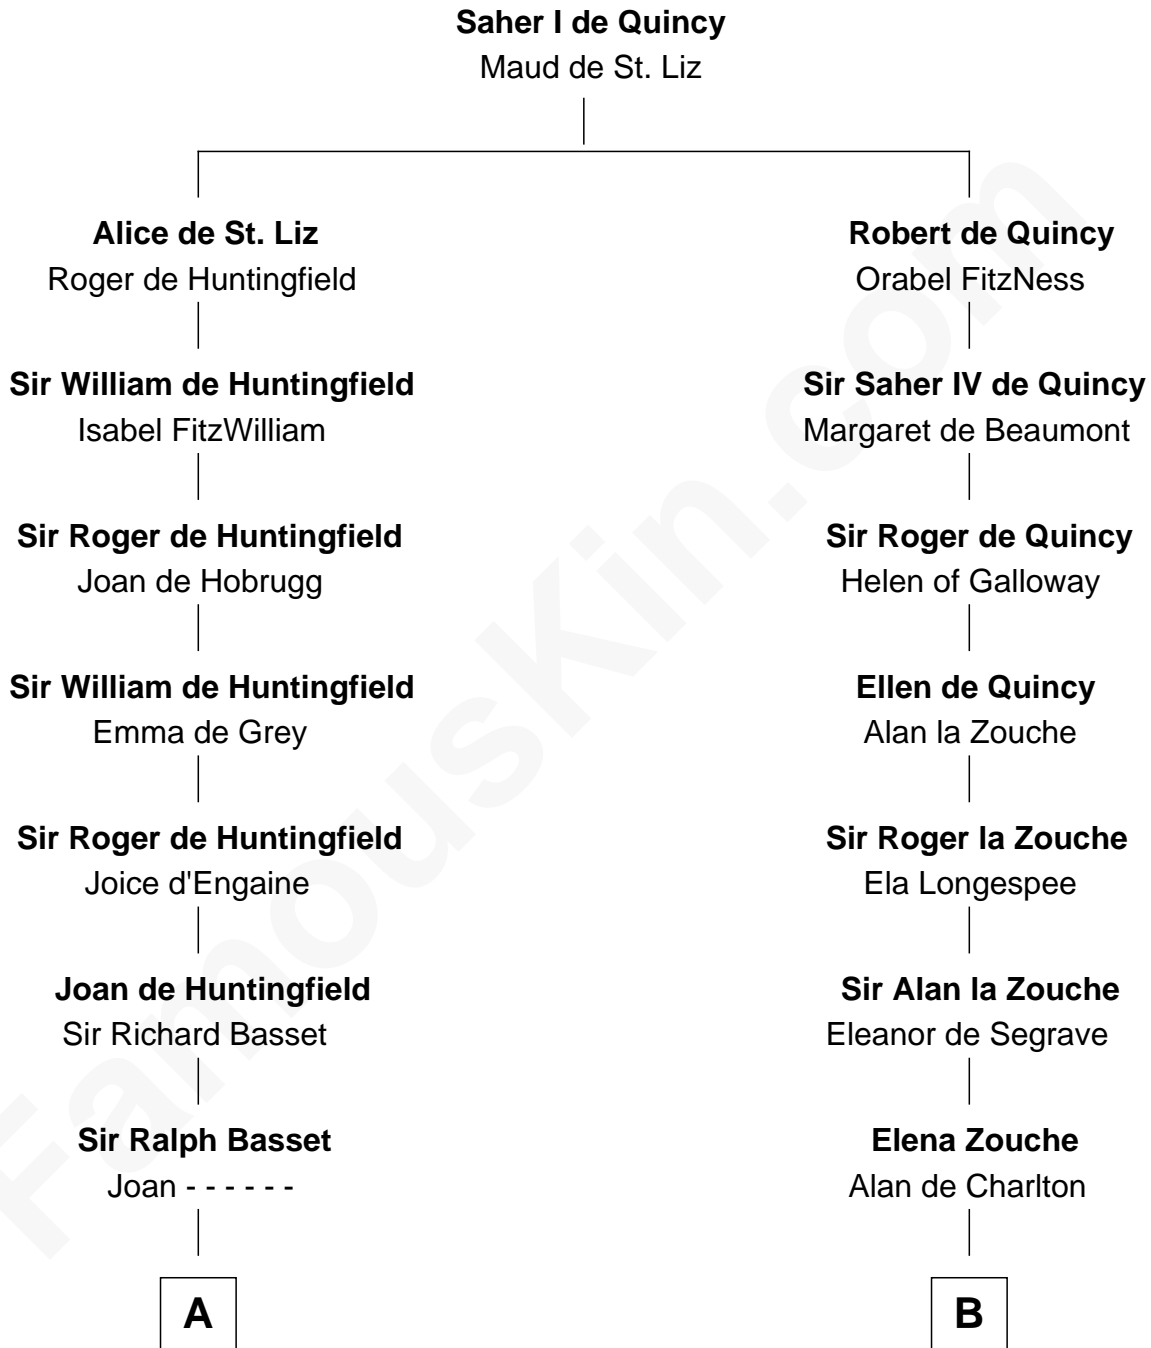 Saher I de Quincy
Maud de St. Liz
Alice de St. Liz
Roger de Huntingfield
Sir William de Huntingfield
Isabel FitzWilliam
Sir Roger de Huntingfield
Joan de Hobrugg
Sir William de Huntingfield
Emma de Grey
Sir Roger de Huntingfield
Joice d'Engaine
Joan de Huntingfield
Sir Richard Basset
Sir Ralph Basset
Joan - - - - - -
A
Robert de Quincy
Orabel FitzNess
Sir Saher IV de Quincy
Margaret de Beaumont
Sir Roger de Quincy
Helen of Galloway
Ellen de Quincy
Alan la Zouche
Sir Roger la Zouche
Ela Longespee
Sir Alan la Zouche
Eleanor de Segrave
Elena Zouche
Alan de Charlton
B
FamousKin.com